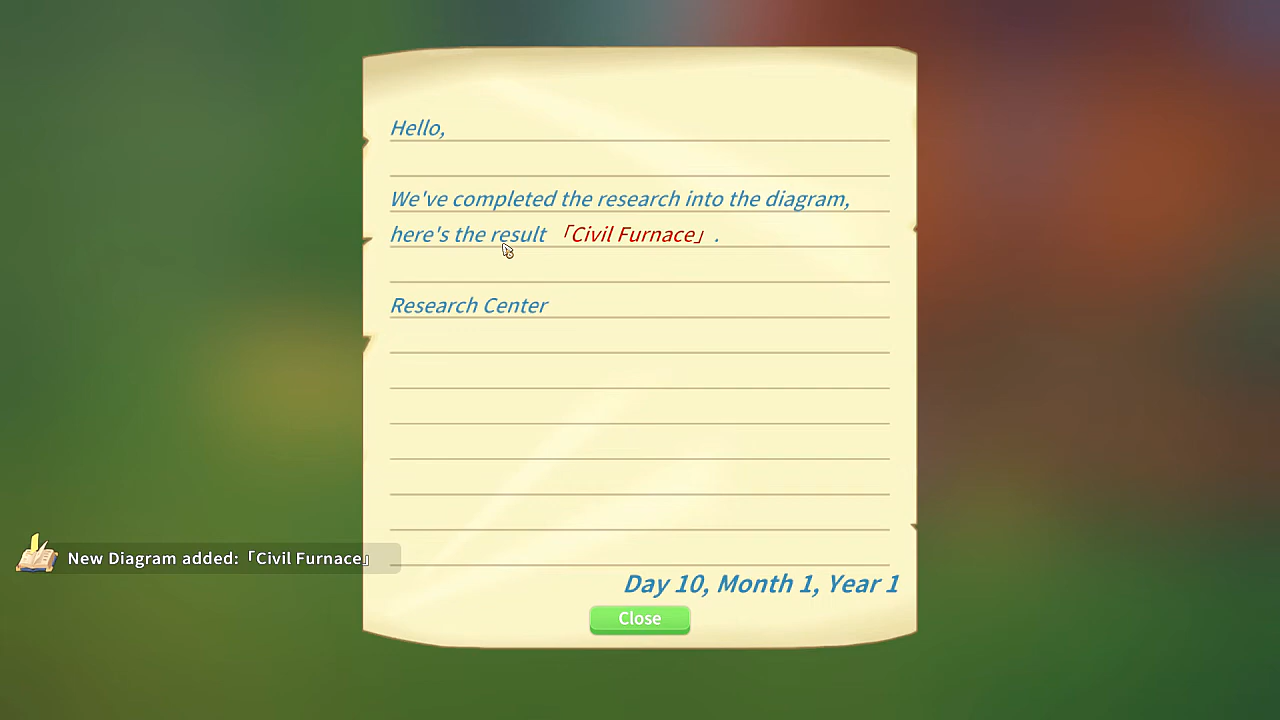 Hello,
We've completed the research into the diagram,
here's the result 「Civil Furnace」 .
Research Center
New Diagram added:「Civil Furnace」
Day 10, Month 1, Year 1
Close